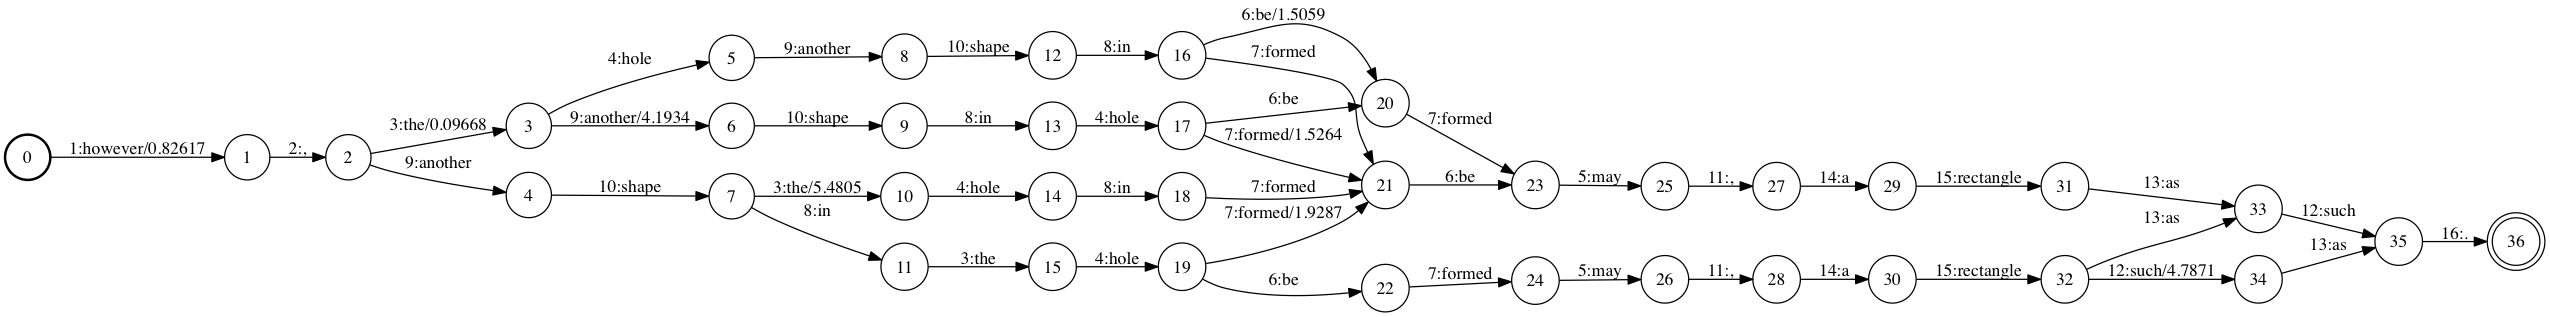 0
1:however/0.82617
1
2:,
2
3:the/0.09668
9:another
3
4
4:hole
9:another/4.1934
10:shape
5
6
7
9:another
10:shape
3:the/5.4805
8:in
8
9
10
11
10:shape
8:in
4:hole
3:the
12
13
14
15
8:in
4:hole
8:in
4:hole
16
17
18
19
6:be/1.5059
7:formed
6:be
7:formed/1.5264
7:formed
7:formed/1.9287
6:be
20
21
22
7:formed
6:be
7:formed
23
24
5:may
5:may
25
26
11:,
11:,
27
28
14:a
14:a
29
30
15:rectangle
15:rectangle
31
32
13:as
13:as
12:such/4.7871
33
34
12:such
13:as
35
16:.
36